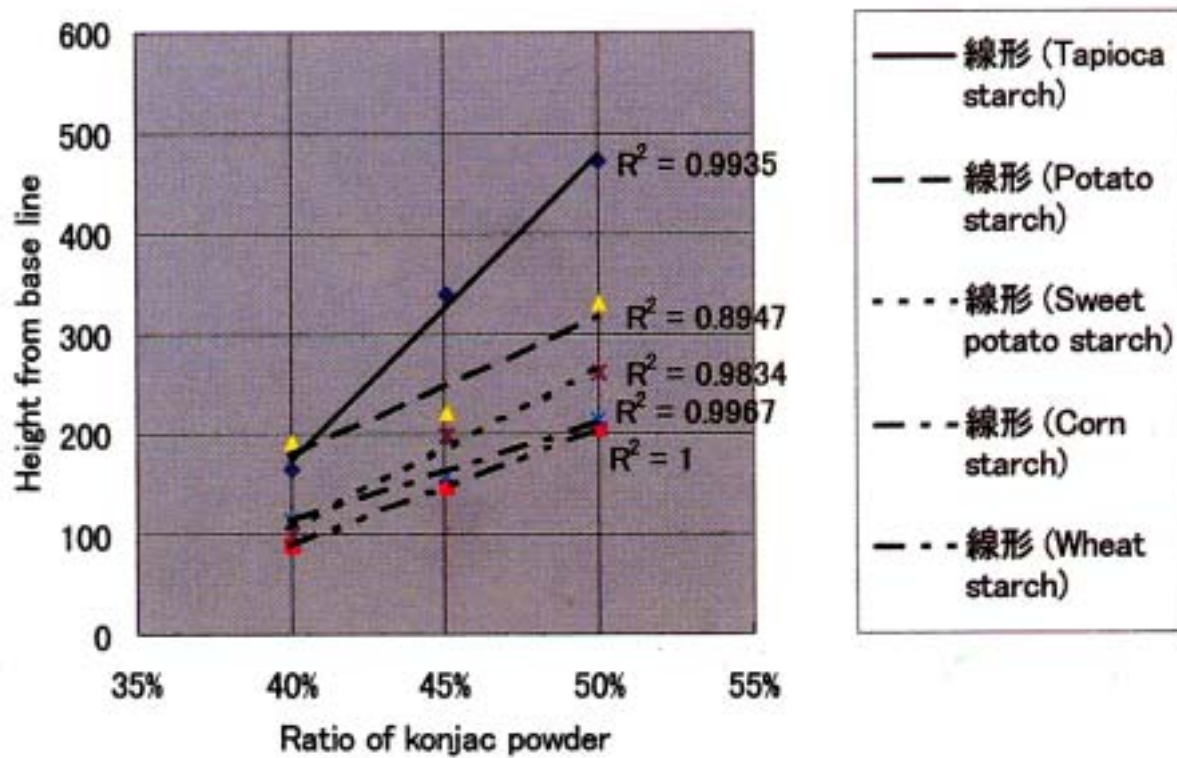 600
500
400
300
200
100
0
Height from base line
35%
40%
45%
50%
55%
Ratio of konjac powder
R² = 0.9935
R² = 0.8947
R² = 0.9834
R² = 0.9967
R² = 1
線形 (Tapioca
starch)
線形 (Potato
starch)
線形 (Sweet
potato starch)
線形 (Corn
starch)
線形 (Wheat
starch)